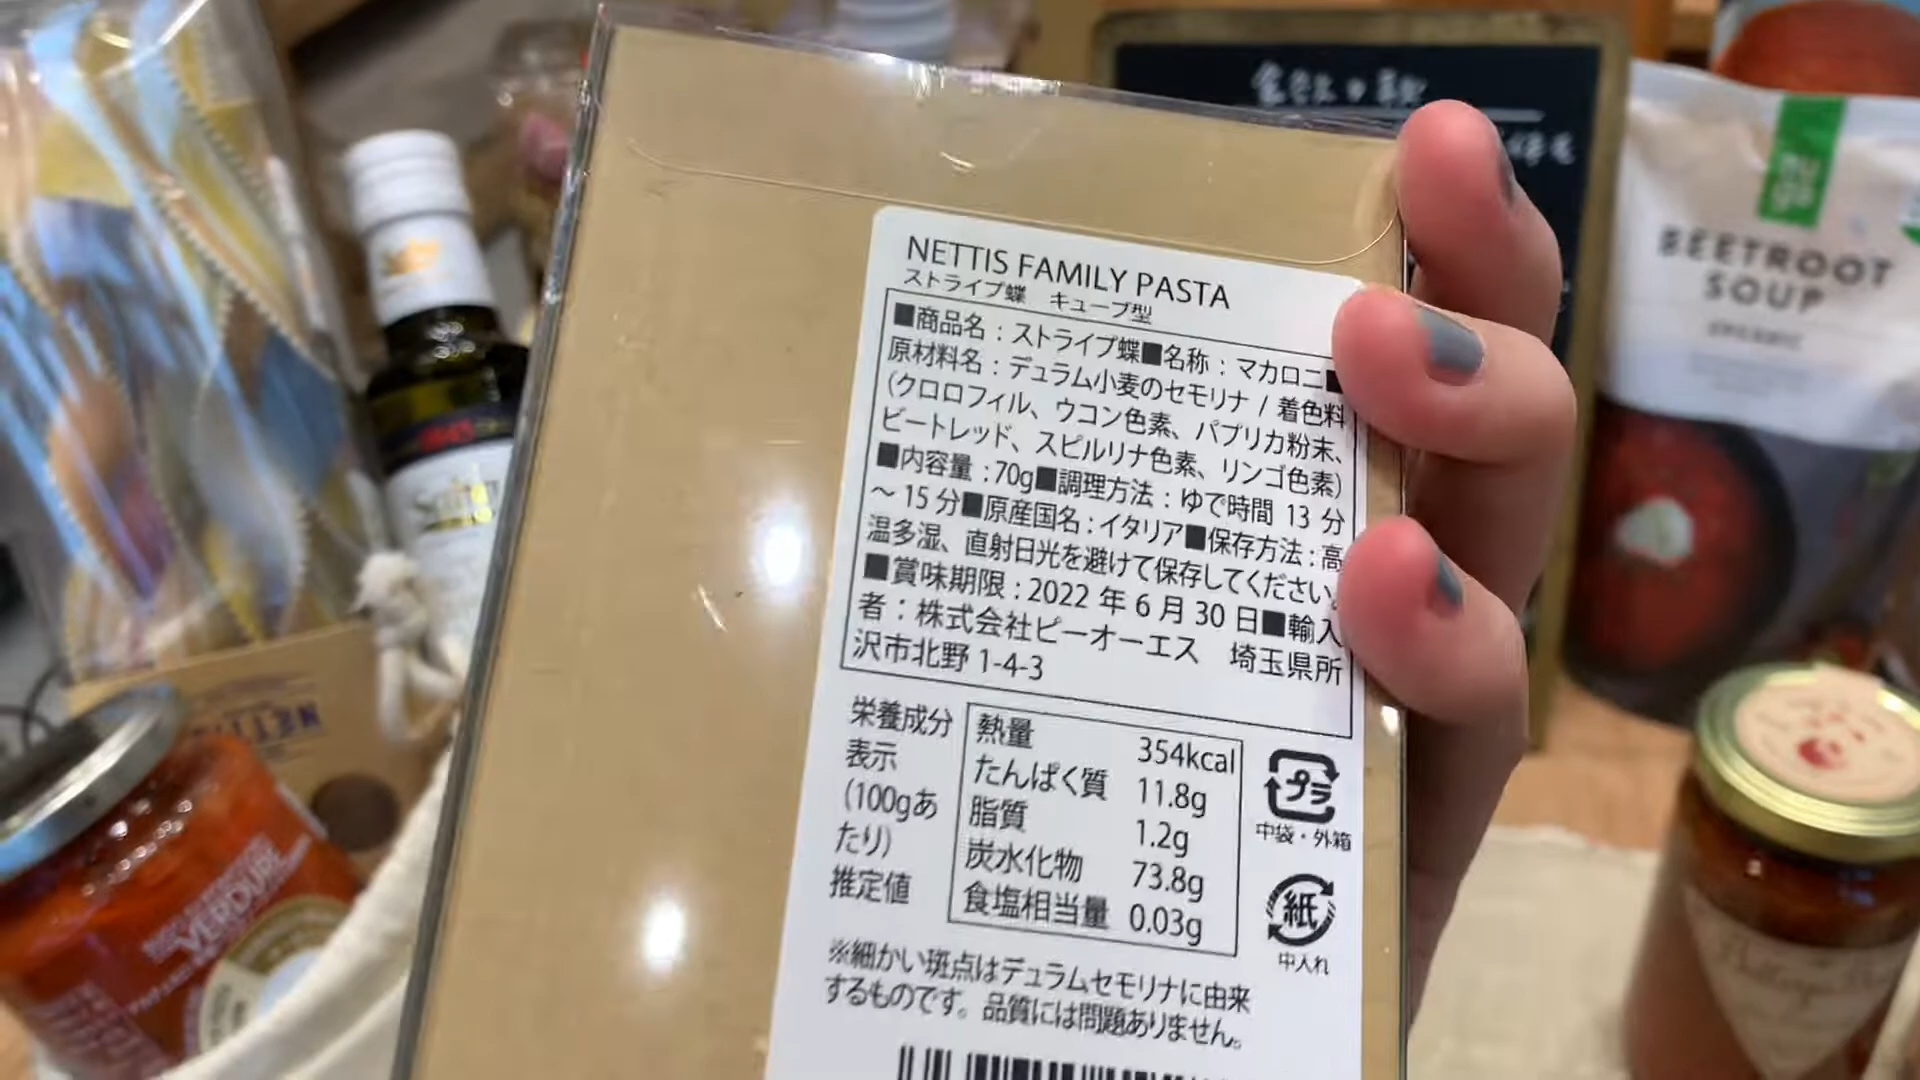 NETTIS FAMILY PASTA
ストライプ蝶 キューブ型
■商品名：ストライプ蝶■名称：マカロニ■
原材料名：デュラム小麦のセモリナ / 着色料
(クロロフィル、ウコン色素、パプリカ粉末、
ビートレッド、スピルリナ色素、リンゴ色素)
■内容量：70g■調理方法：ゆで時間 13 分
～ 15 分■原産国名：イタリア■保存方法：高
温多湿、直射日光を避けて保存してください。
■賞味期限：2022 年 6 月 30 日■輸入
者：株式会社ピーオーエス 埼玉県所
沢市北野 1-4-3
栄養成分
表示
(100gあ
たり)
推定値
熱量 354kcal
たんぱく質 11.8g
脂質 1.2g
炭水化物 73.8g
食塩相当量 0.03g
プラ
中袋・外箱
紙
中入れ
※細かい斑点はデュラムセモリナに由来
するものです。品質には問題ありません。
BEETROOT
SOUP
ORGANIC
VERDURE